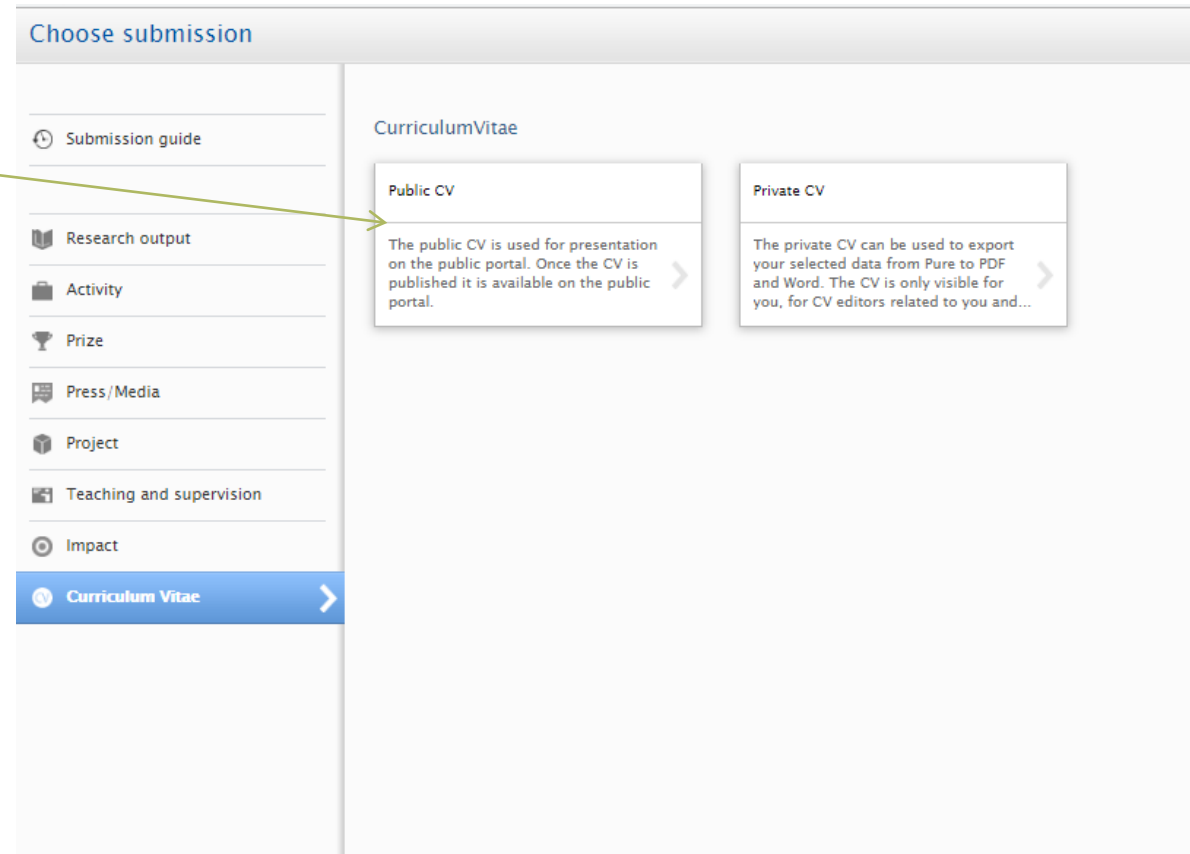 Choose submission
Submission guide
Research output
Activity
Prize
Press/Media
Project
Teaching and supervision
Impact
Curriculum Vitae
CurriculumVitae
Public CV
The public CV is used for presentation
on the public portal. Once the CV is
published it is available on the public
portal.
Private CV
The private CV can be used to export
your selected data from Pure to PDF
and Word. The CV is only visible for
you, for CV editors related to you and...